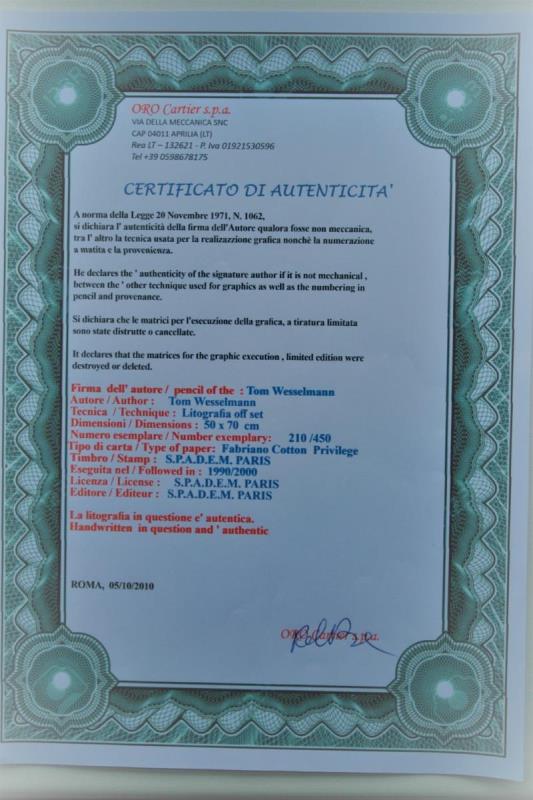 ORO Cartier s.p.a.
VIA DELLA MECCANICA SNC
CAP 04011 APRILIA (LT)
Rea LT – 132621 - P. Iva 01921530596
Tel +39 0598678175
CERTIFICATO DI AUTENTICITA'
A norma della Legge 20 Novembre 1971, N. 1062,
si dichiara l' autenticità della firma dell'Autore qualora fosse non meccanica,
tra l' altro la tecnica usata per la realizazzione grafica nonchè la numerazione
a matita e la provenienza.
He declares the ' authenticity of the signature author if it is not mechanical ,
between the ' other technique used for graphics as well as the numbering in
pencil and provenance.
Si dichiara che le matrici per l'esecuzione della grafica, a tiratura limitata
sono state distrutte o cancellate.
It declares that the matrices for the graphic execution , limited edition were
destroyed or deleted.
Firma dell' autore / pencil of the : Tom Wesselmann
Autore / Author : Tom Wesselmann
Tecnica / Technique : Litografia off set
Dimensioni / Dimensions : 50 x 70 cm
Numero esemplare / Number exemplary: 210 /450
Tipo di carta / Type of paper: Fabriano Cotton Privilege
Timbro / Stamp : S.P.A.D.E.M. PARIS
Eseguita nel / Followed in : 1990/2000
Licenza / License : S.P.A.D.E.M. PARIS
Editore / Editeur : S.P.A.D.E.M. PARIS
La litografia in questione e' autentica.
Handwritten in question and ' authentic
ROMA, 05/10/2010
ORO Cartier s.p.a.